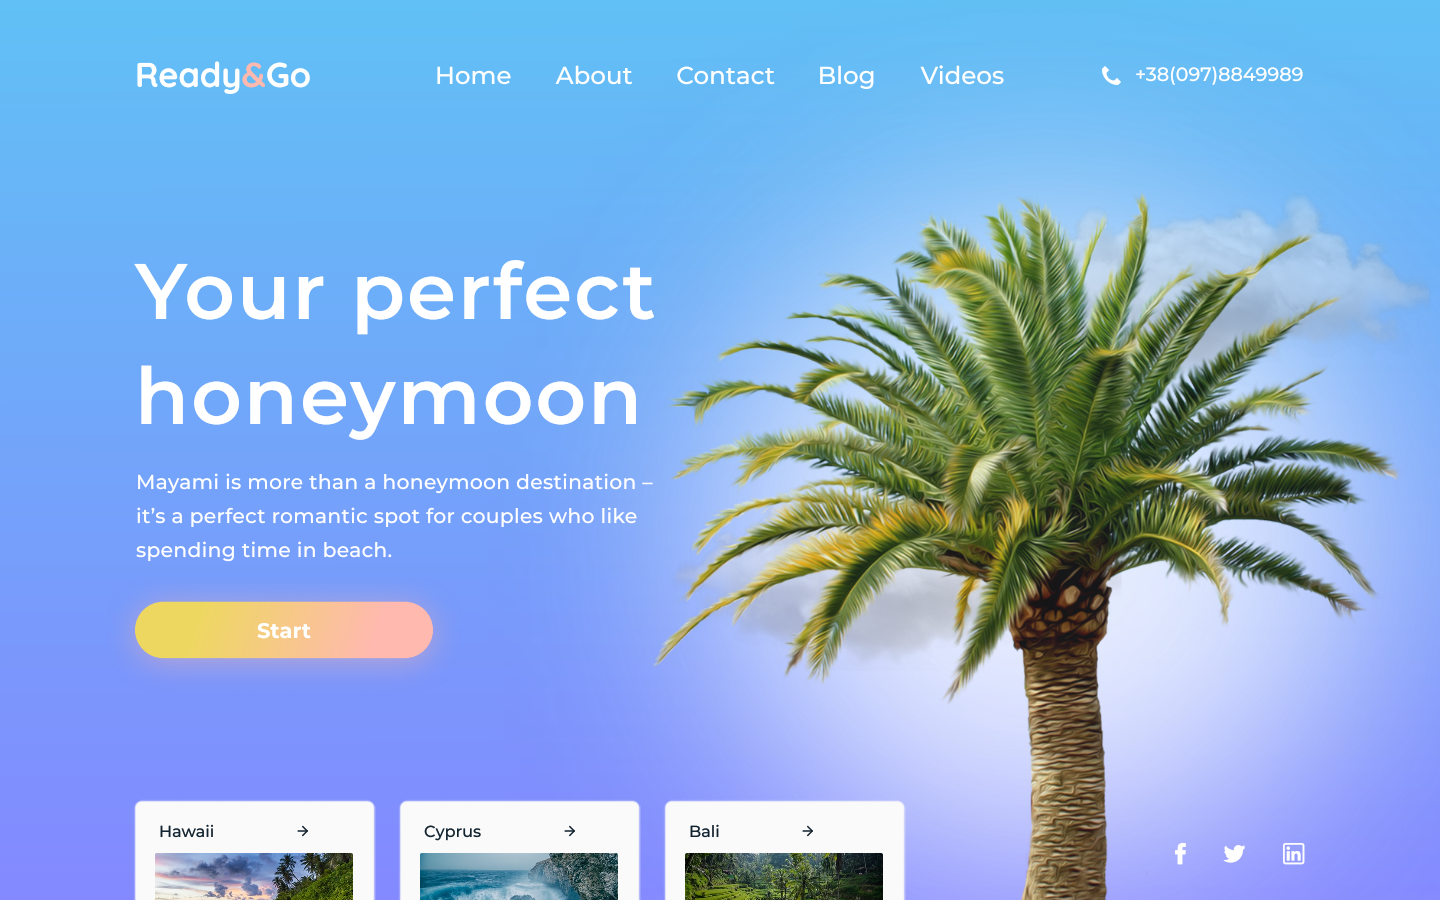 Ready&Go
Home About Contact Blog Videos
+38(097)8849989
Your perfect
honeymoon
Mayami is more than a honeymoon destination –
it's a perfect romantic spot for couples who like
spending time in beach.
Start
Hawaii
Cyprus
Bali